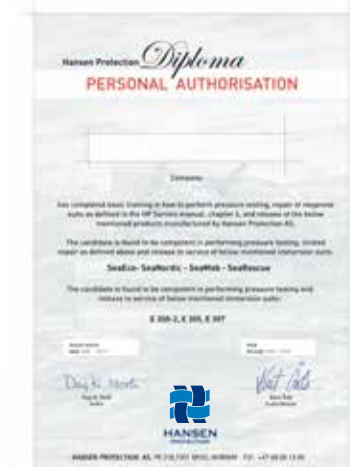 Hansen Protection Diploma
PERSONAL AUTHORISATION
Company:
has completed basic training in how to perform pressure testing, repair of neoprene
suits as defined in the HP Service manual, chapter 5, and release of the below
mentioned products manufactured by Hansen Protection AS.
The candidate is found to be competent in performing pressure testing, limited
repair as defined above and release to service of below mentioned immersion suits:
SeaEco- SeaNordic - SeaWab - SeaRescue
The candidate is found to be competent in performing pressure testing and
release to service of below mentioned immersion suits:
E 300-2, E 305, E 307
HANSEN
PROTECTION
HANSEN PROTECTION AS,